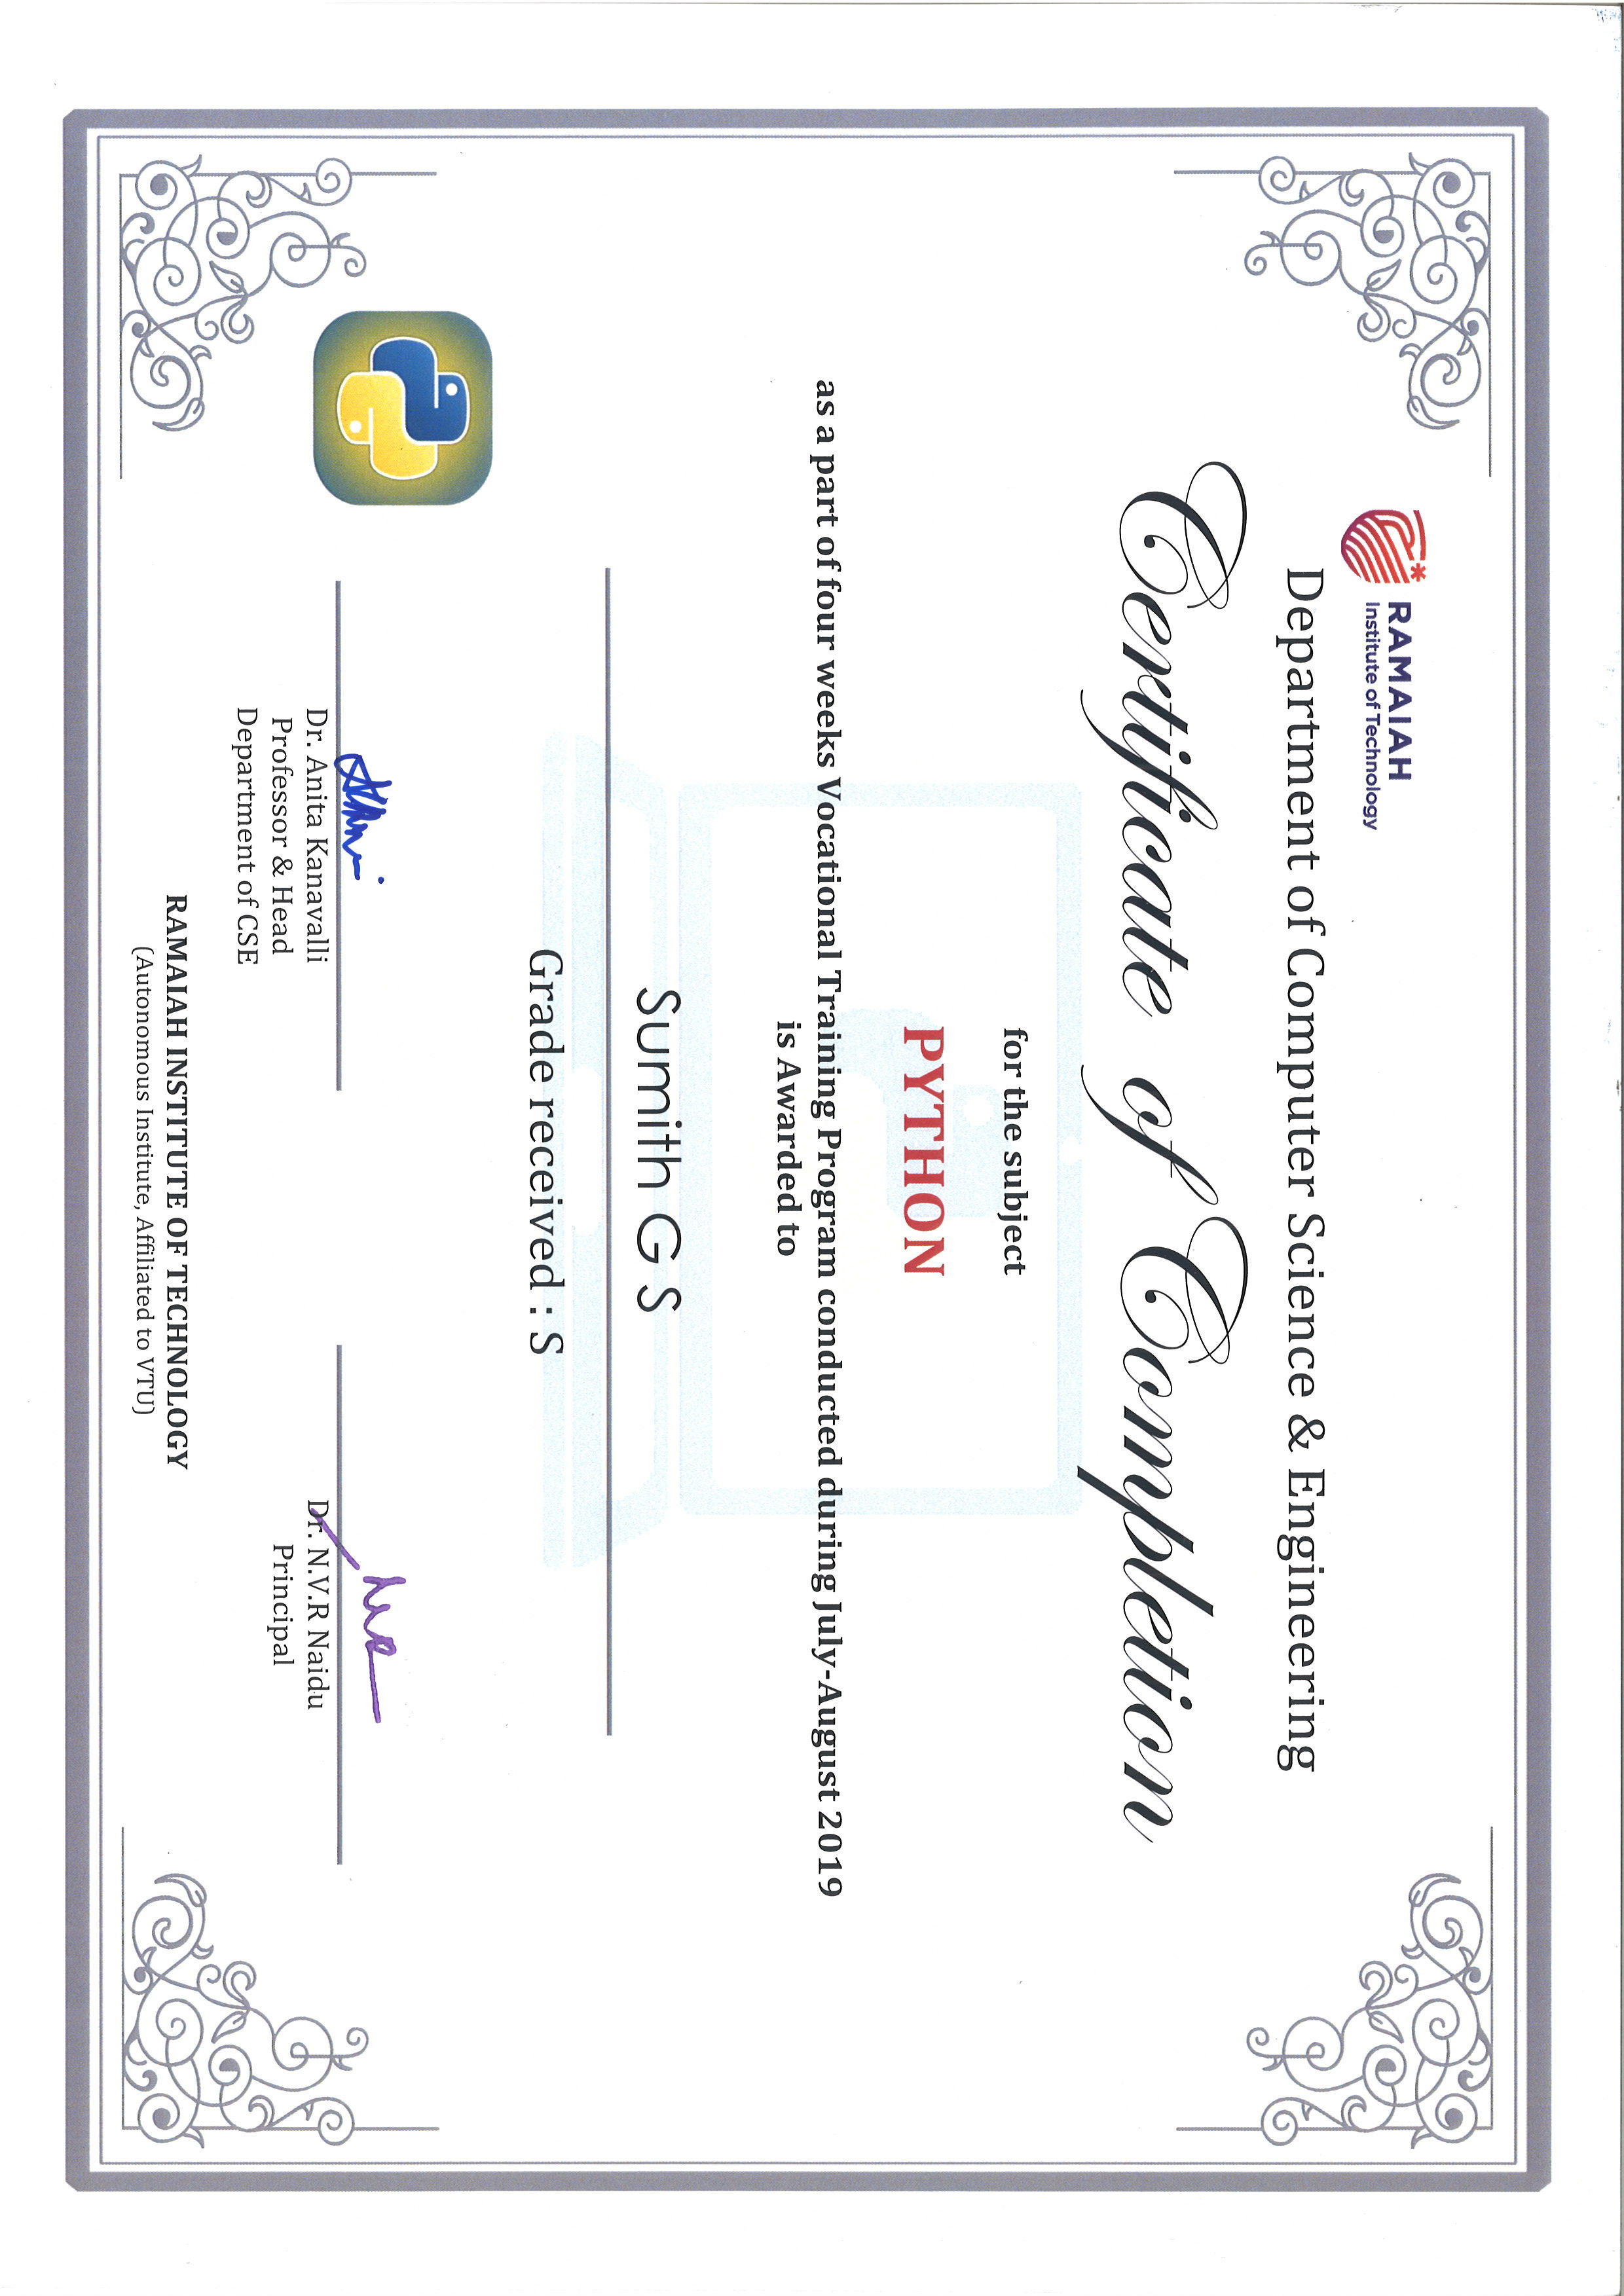 RAMAIAH
Institute of Technology
Department of Computer Science & Engineering
Certificate of Completion
for the subject
PYTHON
as a part of four weeks Vocational Training Program conducted during July-August 2019
is Awarded to
Sumith G S
Grade received : S
Dr. Anita Kanavalli
Professor & Head
Department of CSE
Dr. N.V.R Naidu
Principal
RAMAIAH INSTITUTE OF TECHNOLOGY
(Autonomous Institute, Affiliated to VTU)